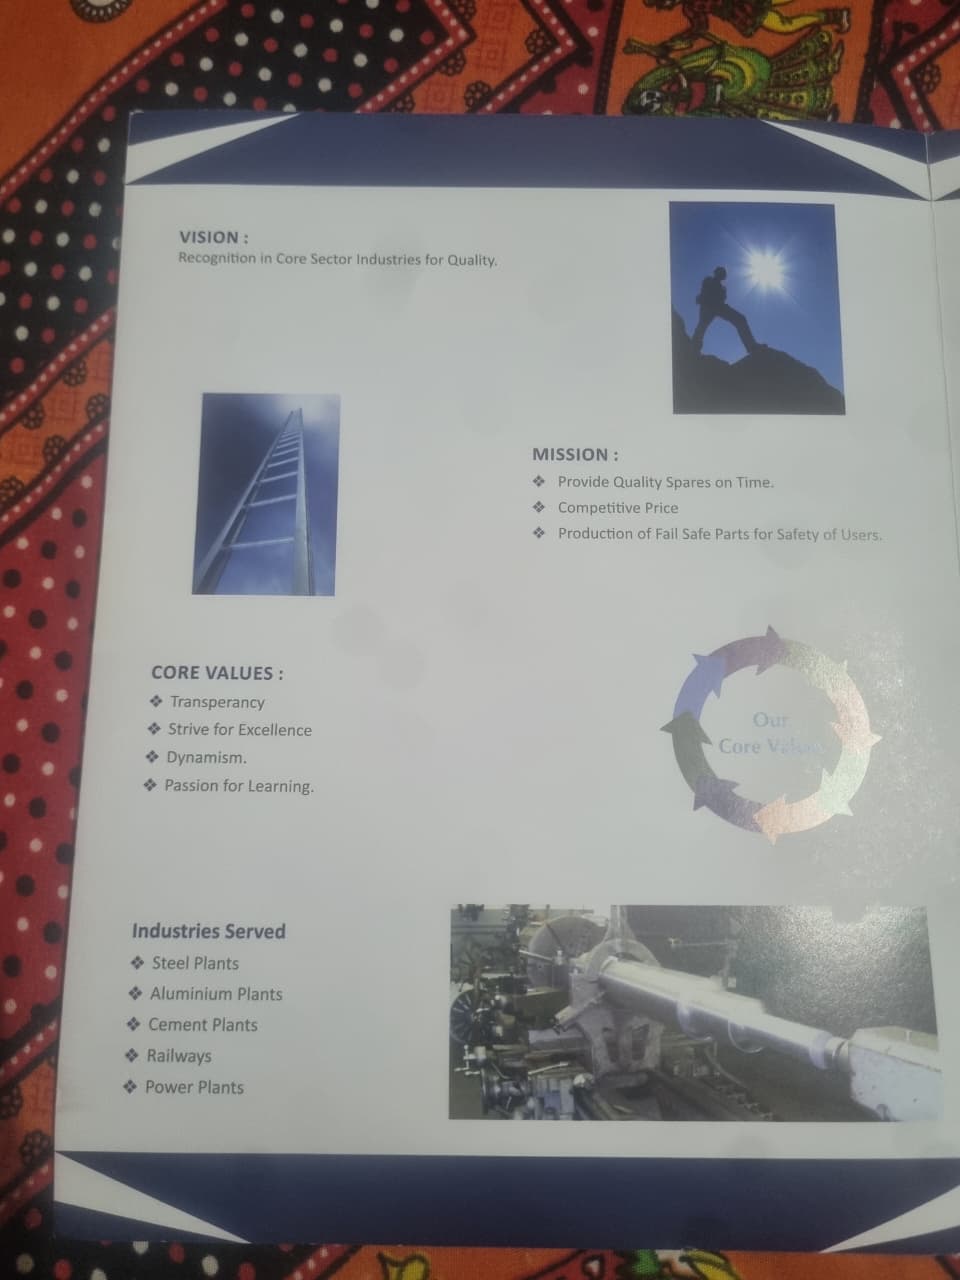 VISION :
Recognition in Core Sector Industries for Quality.
MISSION :
❖ Provide Quality Spares on Time.
❖ Competitive Price
❖ Production of Fail Safe Parts for Safety of Users.
CORE VALUES :
❖ Transperancy
❖ Strive for Excellence
❖ Dynamism.
❖ Passion for Learning.
Our
Core
Industries Served
❖ Steel Plants
❖ Aluminium Plants
❖ Cement Plants
❖ Railways
❖ Power Plants